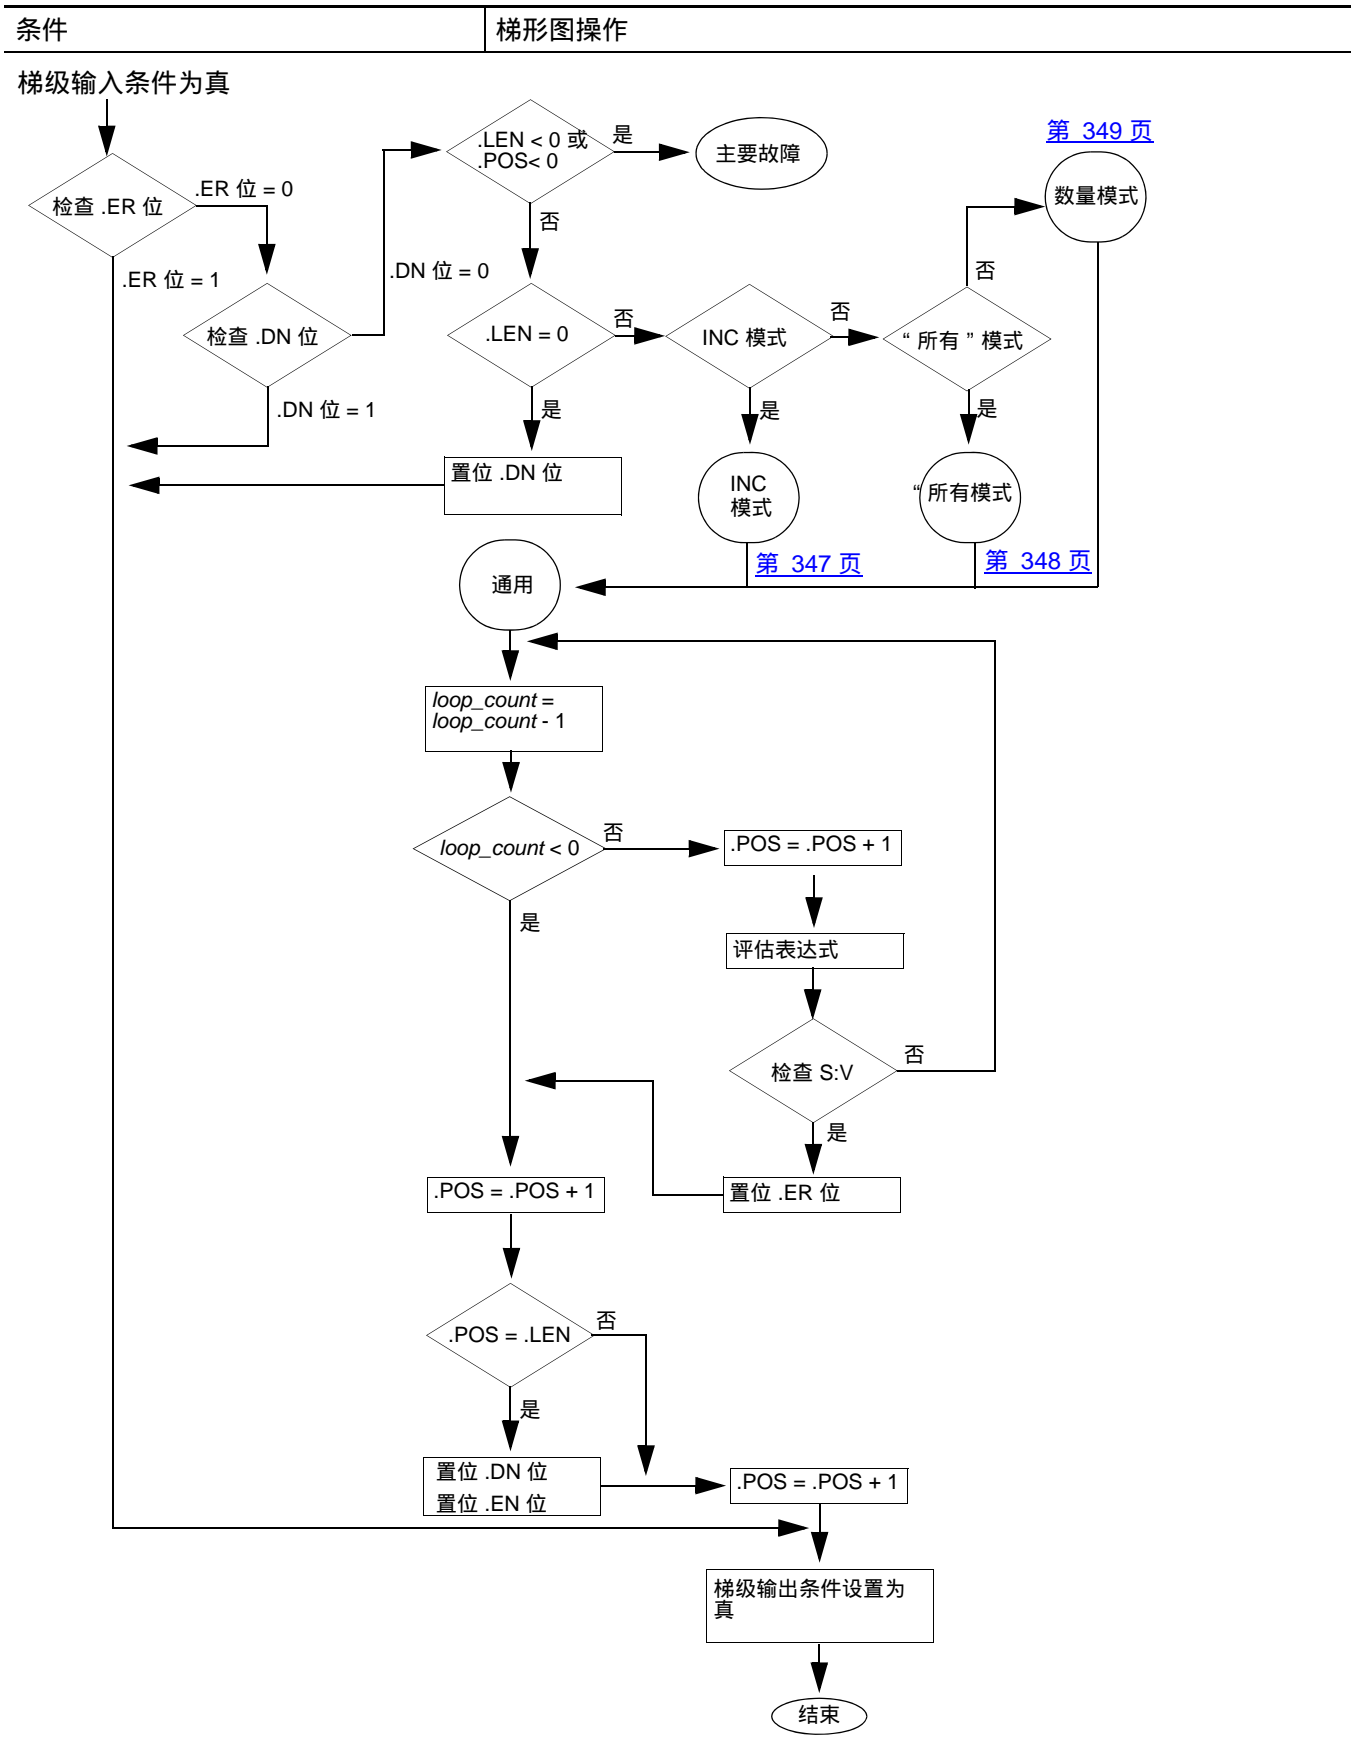 条件
梯形图操作
梯级输入条件为真
.LEN < 0 或
.POS< 0
是
主要故障
第 349 页
数量模式
检查 .ER 位
.ER 位 = 0
否
.ER 位 = 1
.DN 位 = 0
否
检查 .DN 位
.LEN = 0
否
INC 模式
否
“ 所有 ” 模式
.DN 位 = 1
是
是
是
置位 .DN 位
INC
模式
“ 所有模式
第 347 页
第 348 页
通用
loop_count =
loop_count - 1
loop_count < 0
否
.POS = .POS + 1
是
评估表达式
检查 S:V
否
是
.POS = .POS + 1
置位 .ER 位
.POS = .LEN
否
是
置位 .DN 位
置位 .EN 位
.POS = .POS + 1
梯级输出条件设置为
真
结束